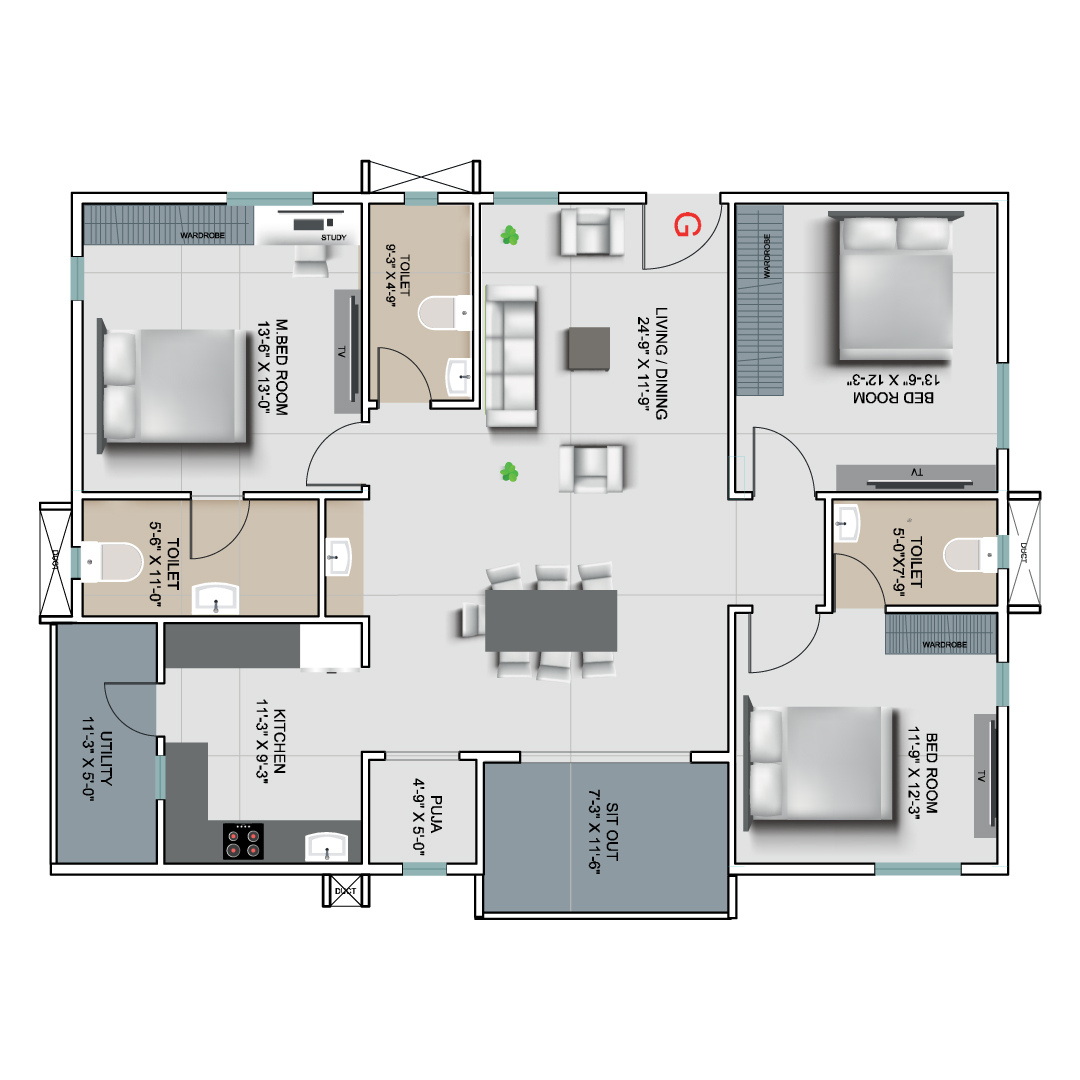 WARDROBE
STUDY
TV
M.BED ROOM
13'-6" X 13'-0"
TOILET
9'-3" X 4'-9"
G
LIVING / DINING
24'-9" X 11'-9"
WARDROBE
BED ROOM
13'-6" X 12'-3"
TV
DUCT
TOILET
5'-6" X 11'-0"
TOILET
5'-0"X7'-9"
DUCT
WARDROBE
UTILITY
11'-3" X 5'-0"
KITCHEN
11'-3" X 9'-3"
PUJA
4'-9" X 5'-0"
SIT OUT
7'-3" X 11'-6"
BED ROOM
11'-9" X 12'-3"
TV
DUCT